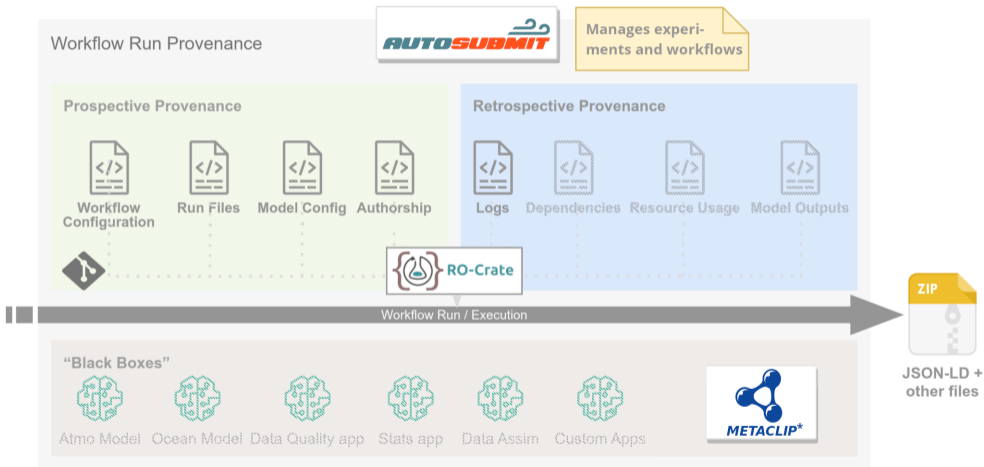 Workflow Run Provenance
AUTOSUBMIT
Manages experi-
ments and workflows
Prospective Provenance
Retrospective Provenance
</> </> </> </> </> </> </> </>
Workflow
Configuration
Run Files
Model Config
Authorship
Logs
Dependencies
Resource Usage
Model Outputs
RO-Crate
Workflow Run / Execution
ZIP
JSON-LD +
other files
“Black Boxes”
Atmo Model
Ocean Model
Data Quality app
Stats app
Data Assim
Custom Apps
METACLIP*